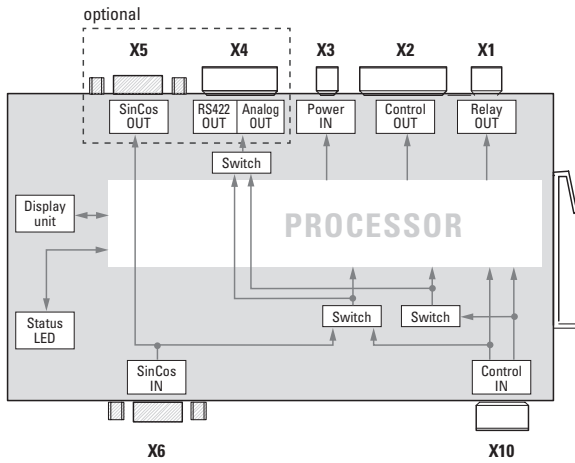 optional
X5
X4
X3
X2
X1
SinCos
OUT
RS422
OUT
Analog
OUT
Power
IN
Control
OUT
Relay
OUT
Switch
Display
unit
PROCESSOR
Status
LED
Switch
Switch
SinCos
IN
Control
IN
X6
X10